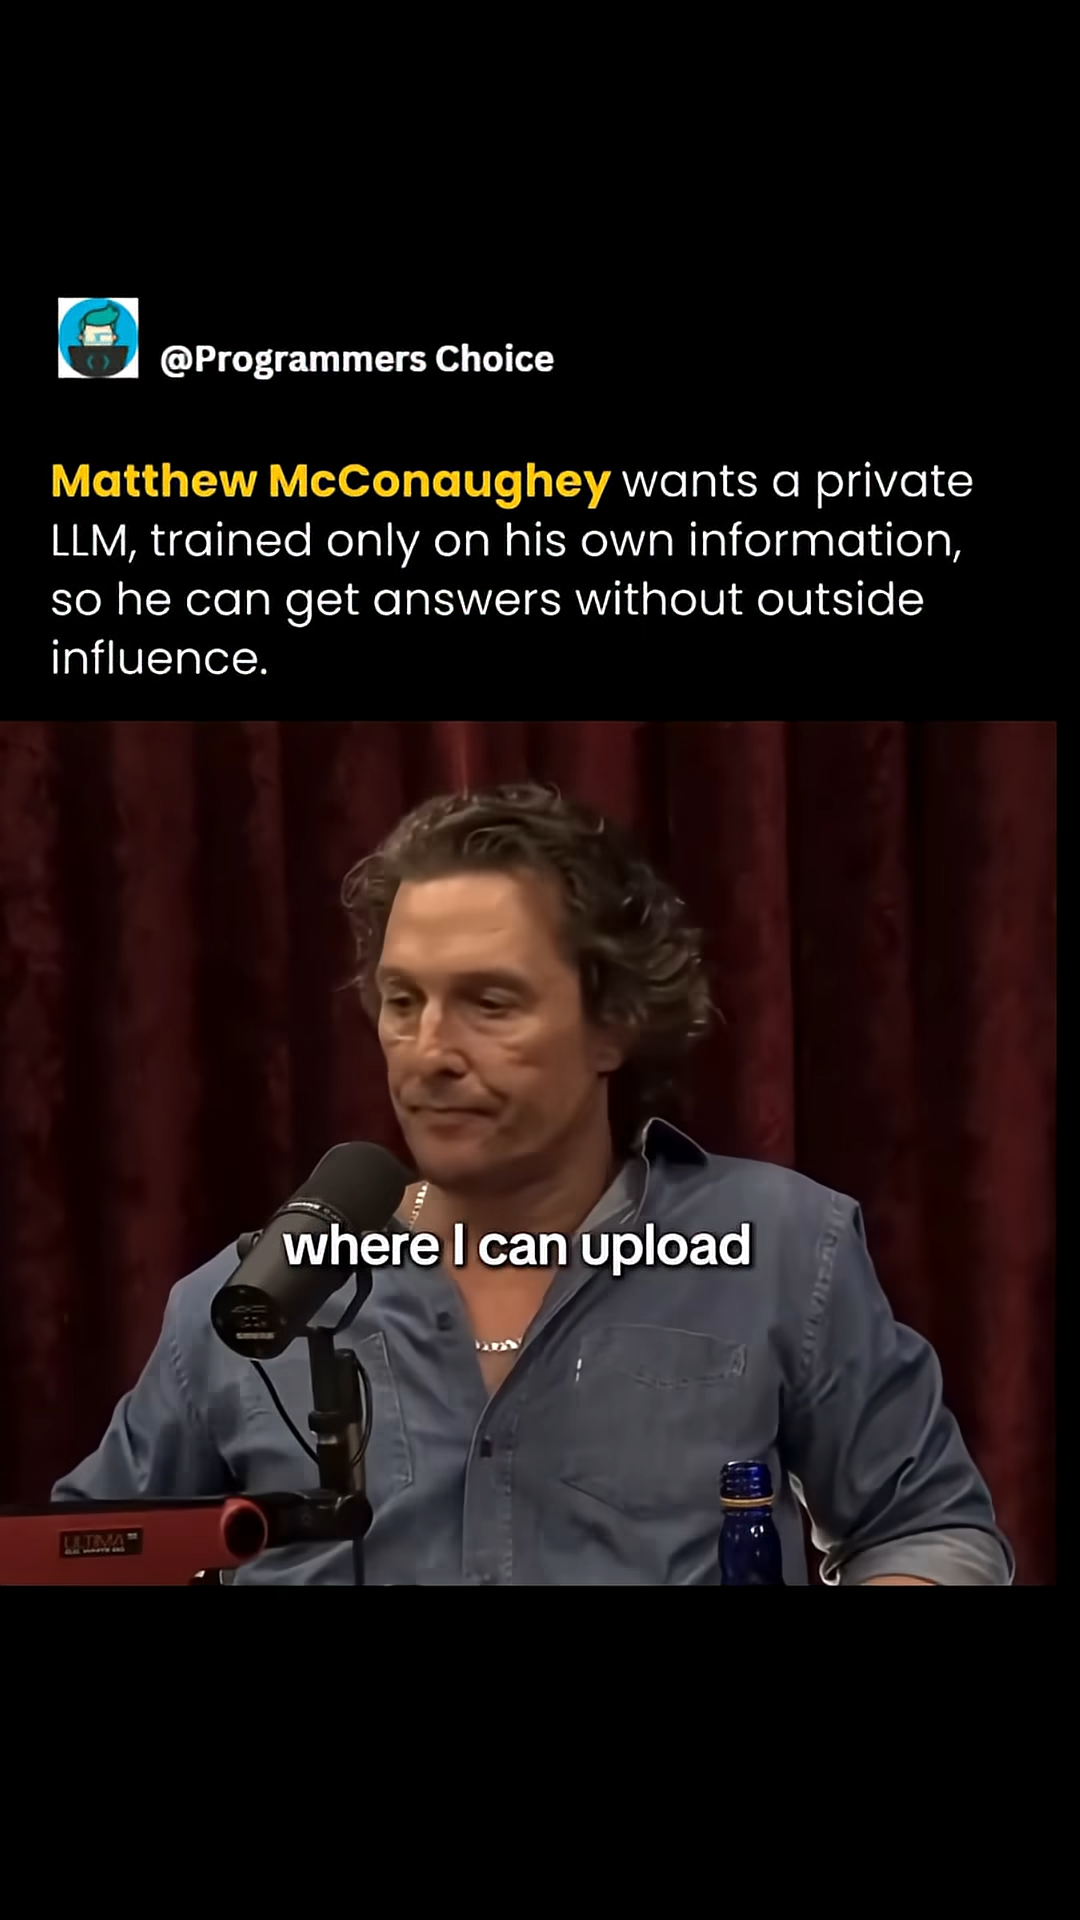 @Programmers Choice
Matthew McConaughey wants a private
LLM, trained only on his own information,
so he can get answers without outside
influence.
where I can upload
ULTIMA